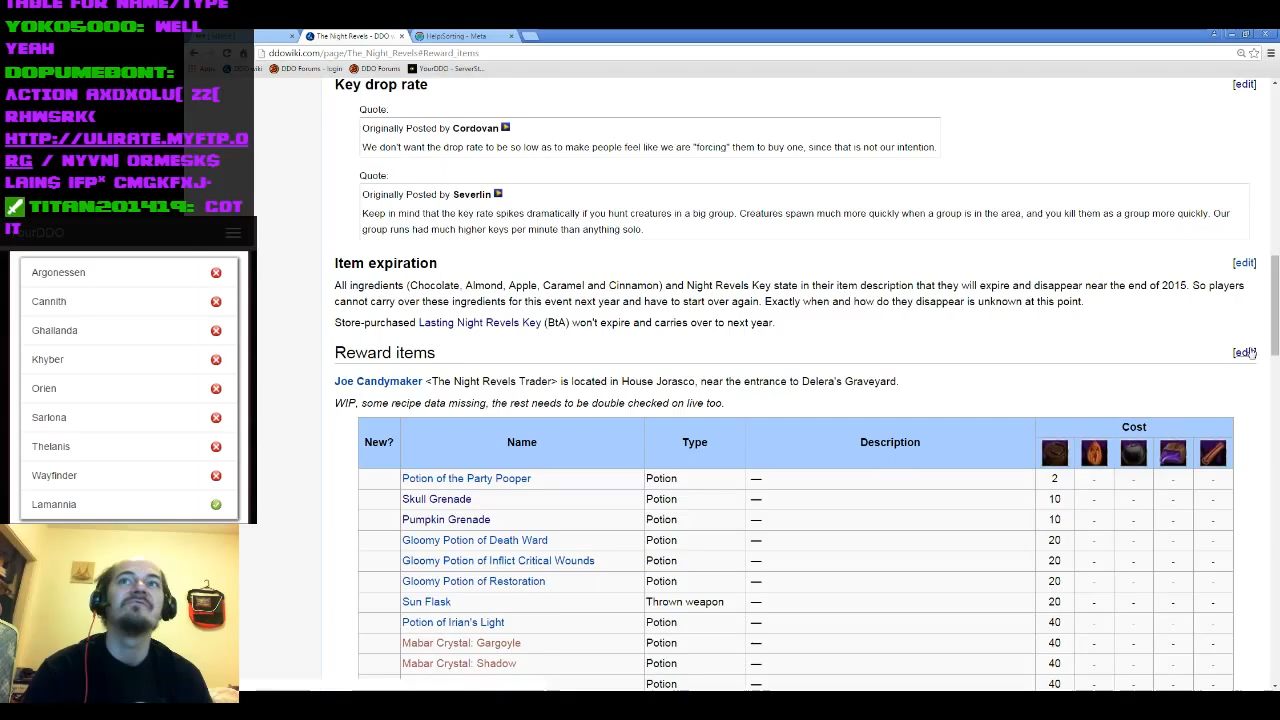 TABLE FOR NAME/TYPE
YOKO5000: WELL
YEAH
DOPUMEBONT:
ACTION AXDXOLU[ ZZ[
RHWSRK<
HTTP://ULIRATE.MYFTP.O
RG / NYVN| ORMESK$
LAIN$ IFP* CMGKFXJ-
TITAN201419: GOT
IT
The Night Revels - DDO w
Help:Sorting - Meta
ddowiki.com/page/The_Night_Revels#Reward_items
DDO Forums - login
DDO Forums
YourDDO - ServerSt...
YourDDO
Argonessen
Cannith
Ghallanda
Khyber
Orien
Sarlona
Thelanis
Wayfinder
Lamannia
Key drop rate
[edit]
Quote:
Originally Posted by Cordovan
We don't want the drop rate to be so low as to make people feel like we are "forcing" them to buy one, since that is not our intention.
Quote:
Originally Posted by Severlin
Keep in mind that the key rate spikes dramatically if you hunt creatures in a big group. Creatures spawn much more quickly when a group is in the area, and you kill them as a group more quickly. Our
group runs had much higher keys per minute than anything solo.
Item expiration
[edit]
All ingredients (Chocolate, Almond, Apple, Caramel and Cinnamon) and Night Revels Key state in their item description that they will expire and disappear near the end of 2015. So players
cannot carry over these ingredients for this event next year and have to start over again. Exactly when and how do they disappear is unknown at this point.
Store-purchased Lasting Night Revels Key (BtA) won't expire and carries over to next year.
Reward items
[edit]
Joe Candymaker <The Night Revels Trader> is located in House Jorasco, near the entrance to Delera's Graveyard.
WIP, some recipe data missing, the rest needs to be double checked on live too.
New? Name Type Description Cost
Potion of the Party Pooper Potion — 2 - - - -
Skull Grenade Potion — 10 - - - -
Pumpkin Grenade Potion — 10 - - - -
Gloomy Potion of Death Ward Potion — 20 - - - -
Gloomy Potion of Inflict Critical Wounds Potion — 20 - - - -
Gloomy Potion of Restoration Potion — 20 - - - -
Sun Flask Thrown weapon — 20 - - - -
Potion of Irian's Light Potion — 40 - - - -
Mabar Crystal: Gargoyle Potion — 40 - - - -
Mabar Crystal: Shadow Potion — 40 - - - -
Potion — 40 - - - -